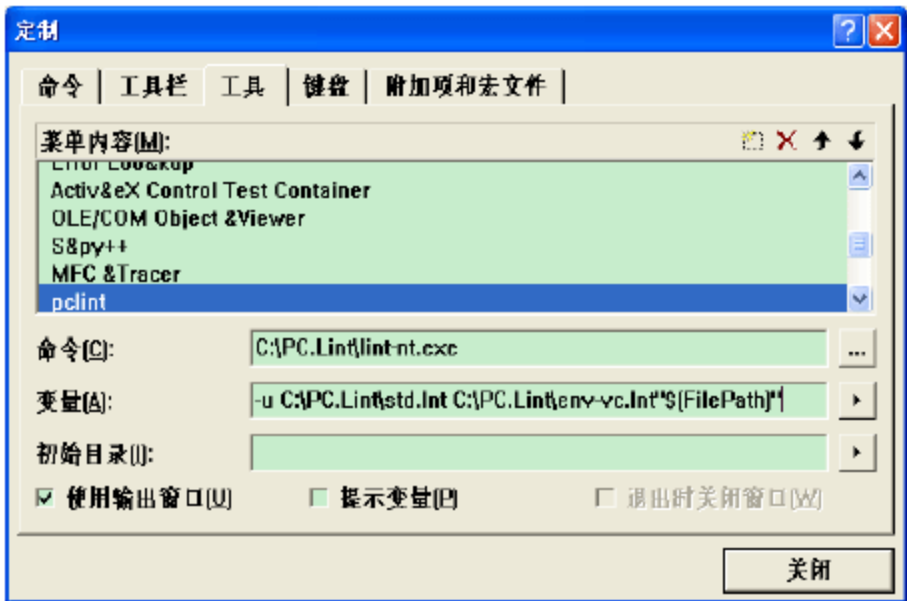 定制
命令 工具栏 工具 键盘 附加项和宏文件
菜单内容(M):
Error Loo&kup
Activ&eX Control Test Container
OLE/COM Object &Viewer
S&py++
MFC &Tracer
pclint
命令(C): C:\PC.Lint\lint-nt.exe ...
变量(A): -u C:\PC.Lint\std.lnt C:\PC.Lint\env-vc.lnt"$(FilePath)"
初始目录(I):
使用输出窗口(U) 提示变量(P) 退出时关闭窗口(W)
关闭